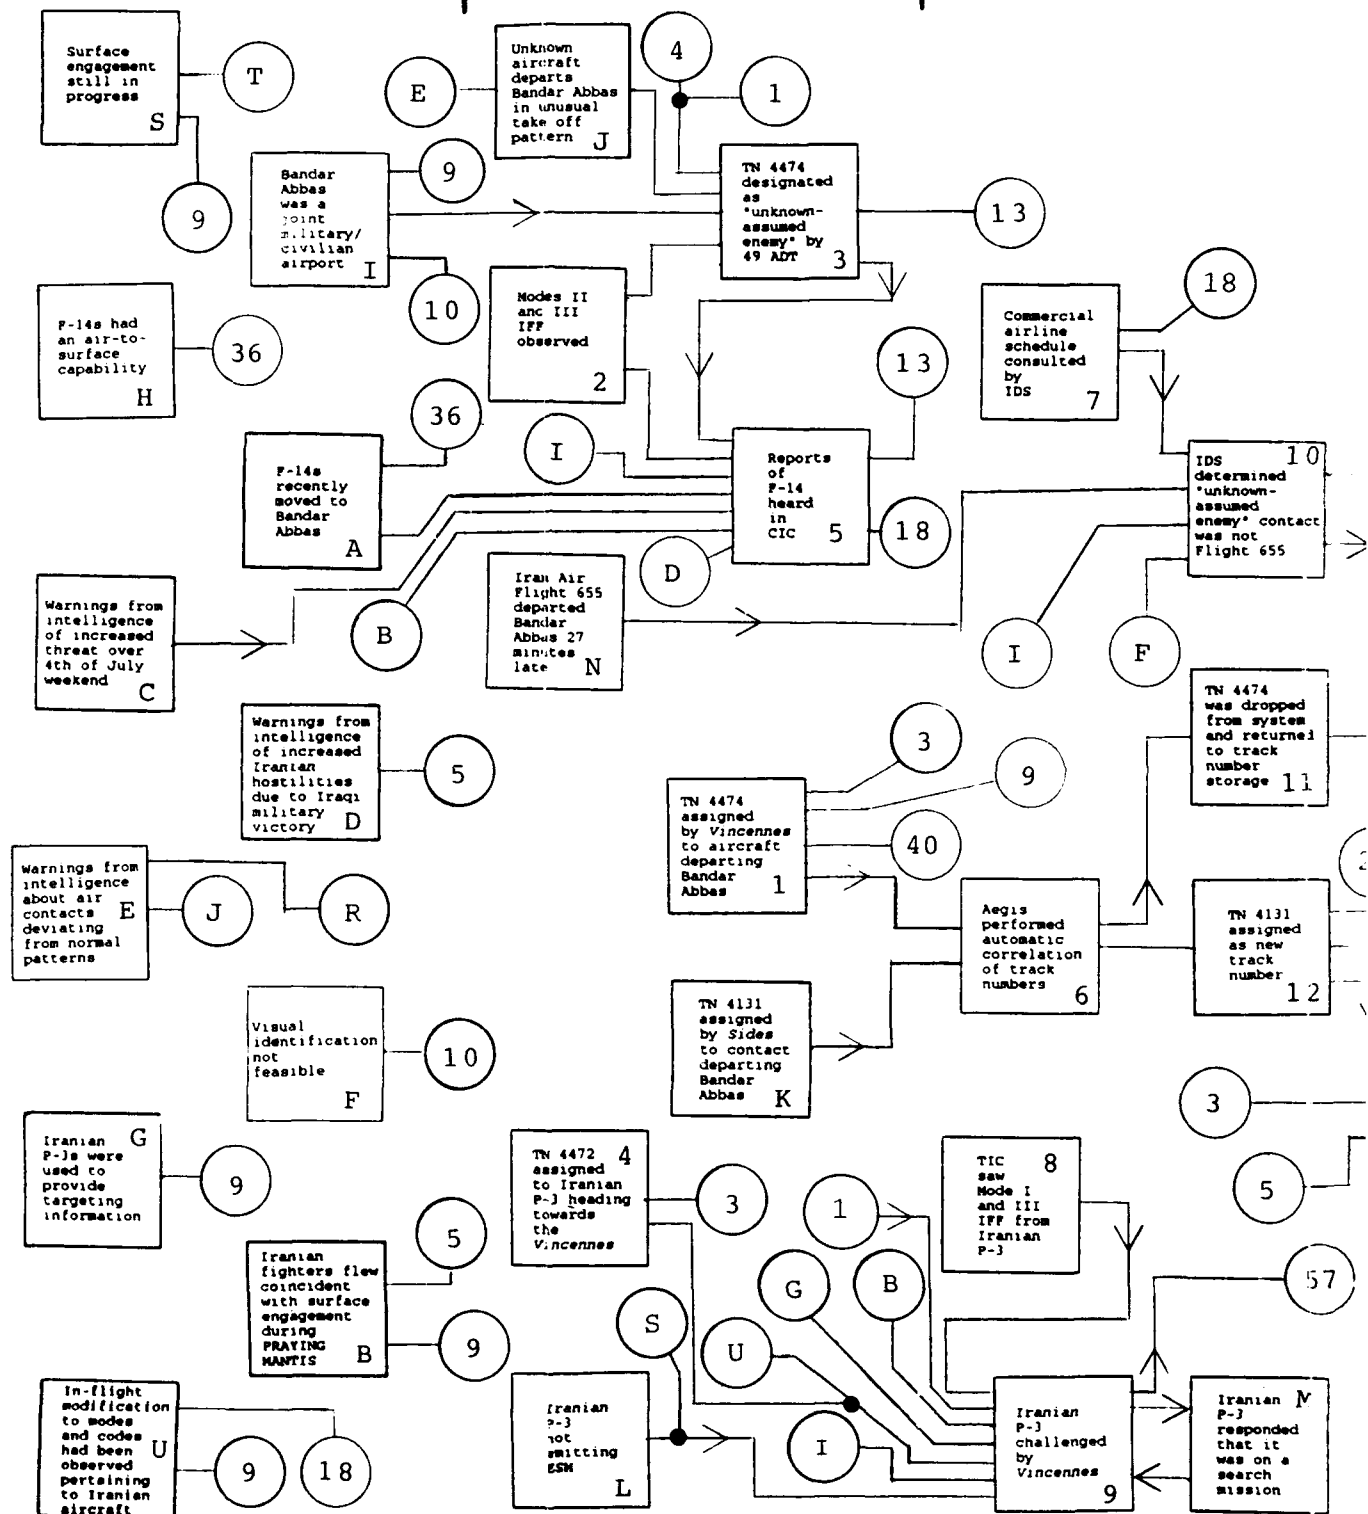 Surface
engagement
still in
progress
S
T
9
Unknown
aircraft
departs
Bandar Abbas
in unusual
take off
pattern
J
E
4
1
Bandar
Abbas
was a
joint
military/
civilian
airport
I
9
10
TN 4474
designated
as
"unknown-
assumed
enemy" by
49 ADT
3
13
Modes II
and III
IFF
observed
2
F-14s had
an air-to-
surface
capability
H
36
Commercial
airline
schedule
consulted
by
IDS
7
18
F-14s
recently
moved to
Bandar
Abbas
A
36
I
Reports
of
F-14
heard
in
CIC
5
13
18
D
IDS
10
determined
"unknown-
assumed
enemy" contact
was not
Flight 655
I
F
Warnings from
intelligence
of increased
threat over
4th of July
weekend
C
B
Iran Air
Flight 655
departed
Bandar
Abbas 27
minutes
late
N
Warnings from
intelligence
of increased
Iranian
hostilities
due to Iraqi
military
victory
D
5
TN 4474
was dropped
from system
and returned
to track
number
storage
11
TN 4474
assigned
by Vincennes
to aircraft
departing
Bandar
Abbas
1
3
9
40
Warnings from
intelligence
about air
contacts
E
deviating
from normal
patterns
J
R
Aegis
performed
automatic
correlation
of track
numbers
6
TN 4131
assigned
as new
track
number
12
Visual
identification
not
feasible
F
10
TN 4131
assigned
by Sides
to contact
departing
Bandar
Abbas
K
3
5
G
Iranian
P-3s were
used to
provide
targeting
information
9
TN 4472
4
assigned
to Iranian
P-3 heading
towards
the
Vincennes
3
TIC
8
saw
Mode I
and III
IFF from
Iranian
P-3
1
Iranian
fighters flew
coincident
with surface
engagement
during
PRAYING
MANTIS
B
5
9
S
U
G
B
I
57
In-flight
modification
to modes
and codes
had been
U
observed
pertaining
to Iranian
aircraft
9
18
Iranian
P-3
not
emitting
ESM
L
Iranian
P-3
challenged
by
Vincennes
9
Iranian
M
P-3
responded
that it
was on a
search
mission